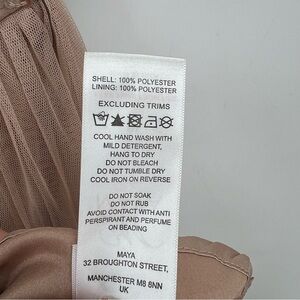 SHELL: 100% POLYESTER
LINING: 100% POLYESTER
EXCLUDING TRIMS
COOL HAND WASH WITH
MILD DETERGENT,
HANG TO DRY
DO NOT BLEACH
DO NOT TUMBLE DRY
COOL IRON ON REVERSE
DO NOT SOAK
DO NOT RUB
AVOID CONTACT WITH ANTI
PERSPIRANT AND PERFUME
ON BEADING
MAYA
32 BROUGHTON STREET,
MANCHESTER M8 8NN
UK